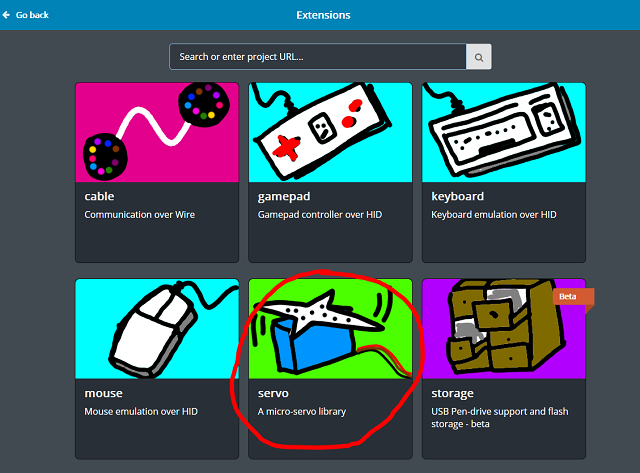 Go back
Extensions
Search or enter project URL...
cable
Communication over Wire
gamepad
Gamepad controller over HID
keyboard
Keyboard emulation over HID
mouse
Mouse emulation over HID
servo
A micro-servo library
Beta
storage
USB Pen-drive support and flash
storage - beta